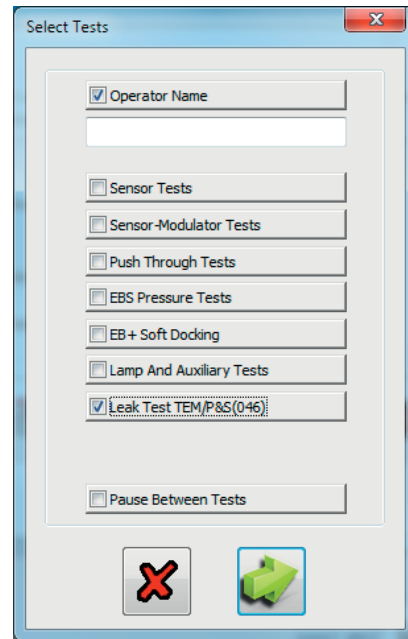 Select Tests
Operator Name
Sensor Tests
Sensor-Modulator Tests
Push Through Tests
EBS Pressure Tests
EB+ Soft Docking
Lamp And Auxiliary Tests
Leak Test TEM/P&S(046)
Pause Between Tests